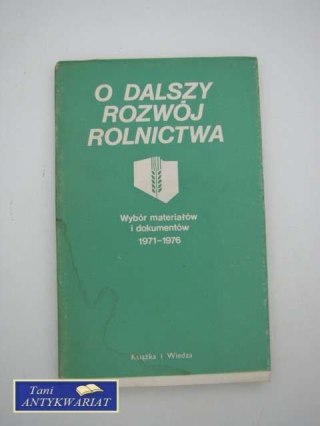 O DALSZY
ROZWÓJ
ROLNICTWA
Wybór materiałów
i dokumentów
1971-1976
Książka i Wiedza
Tani
ANTYKWARIAT